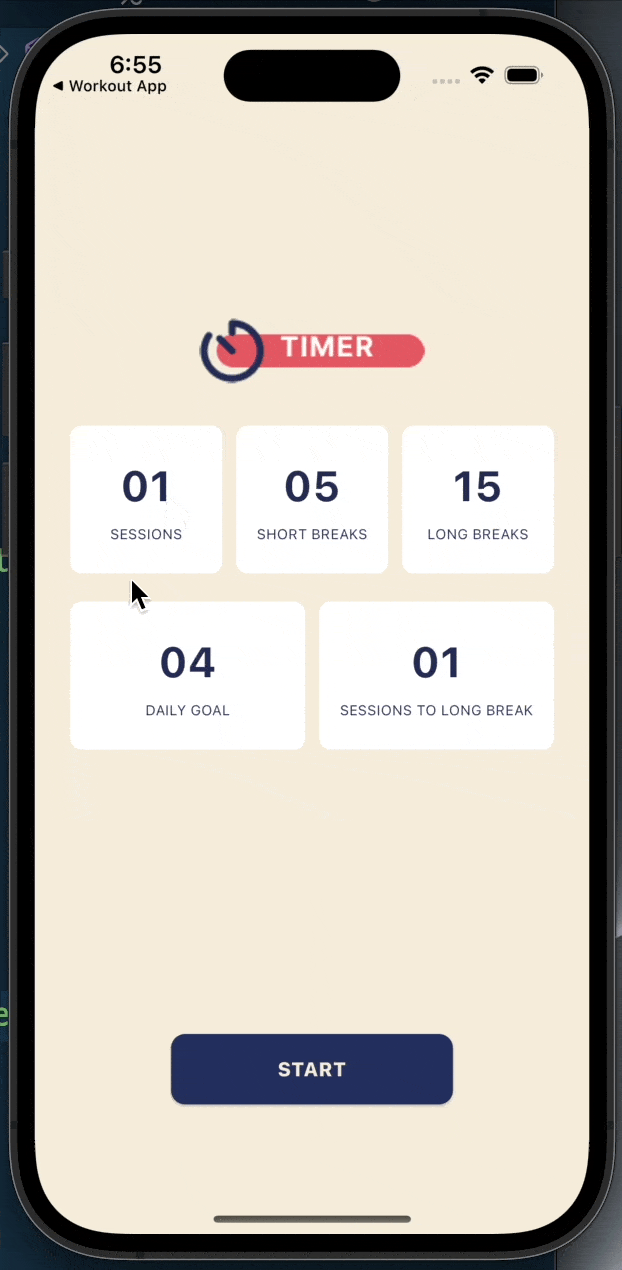 6:55
◀ Workout App
TIMER
01 05 15
SESSIONS SHORT BREAKS LONG BREAKS
04 01
DAILY GOAL SESSIONS TO LONG BREAK
START